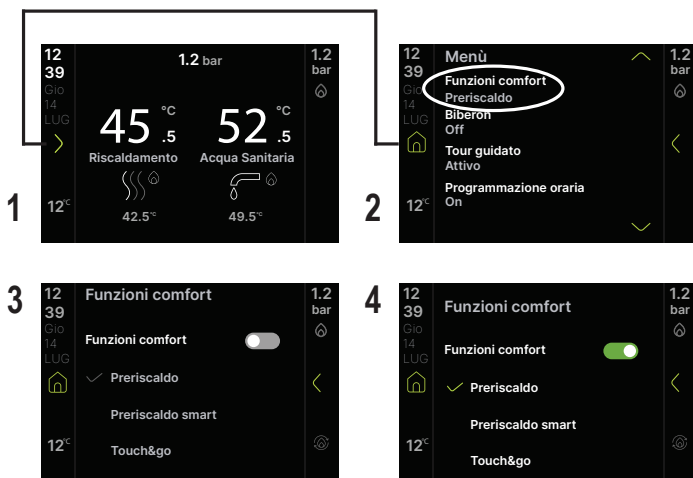 1
12
39
Gio
14
LUG
12°C
1.2 bar
45.5 °C
52.5 °C
Riscaldamento
Acqua Sanitaria
42.5°C
49.5°C
1.2
bar
2
12
39
Gio
14
LUG
12°C
Menù
Funzioni comfort
Preriscaldo
Biberon
Off
Tour guidato
Attivo
Programmazione oraria
On
1.2
bar
3
12
39
Gio
14
LUG
12°C
Funzioni comfort
Funzioni comfort
Preriscaldo
Preriscaldo smart
Touch&go
1.2
bar
4
12
39
Gio
14
LUG
12°C
Funzioni comfort
Funzioni comfort
Preriscaldo
Preriscaldo smart
Touch&go
1.2
bar